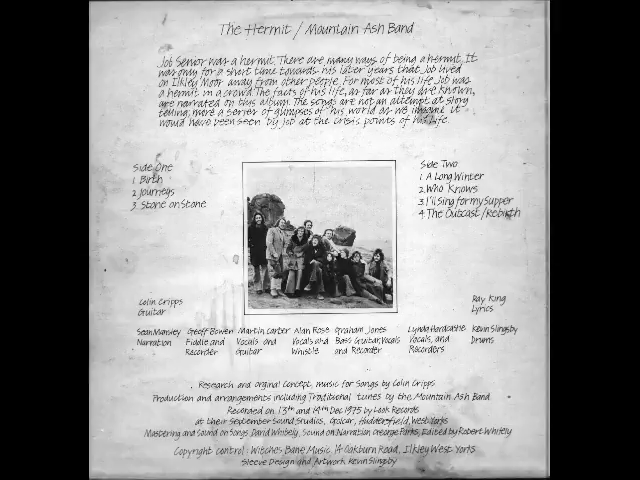 The Hermit / Mountain Ash Band
Job Senior was a hermit. There are many ways of being a hermit. It
was only for a short time towards his later years that Job lived
on Ilkley Moor away from other people. For most of his life Job was
a hermit in a crowd. The facts of his life, as far as they are known,
are narrated on this album. The songs are not an attempt at story
telling, more a series of glimpses of his world as we imagine it
would have been seen by Job at the crisis points of his life.
Side One
1. Birth
2. Journeys
3. Stone on Stone
Side Two
1. A Long Winter
2. Who Knows
3. I'll Sing for my Supper
4. The Outcast / Rebirth
Colin Cripps
Guitar
Ray King
Lyrics
Sean Mansley Geoff Bowen Martin Carter Alan Rose Graham Jones Lynda Hardcastle Kevin Slingsby
Narration Fiddle and Vocals and Vocals and Bass Guitar, Vocals Vocals, and Drums
Recorder Guitar Whistle and Recorder Recorders
Research and original concept, music for songs by Colin Cripps
Production and arrangements including Traditional tunes by the Mountain Ash Band
Recorded on 13th and 14th Dec 1975 by Look Records
at their September Sound Studios, Golcar, Huddersfield, West Yorks
Mastering and Sound on Songs David Whitely, Sound on Narration George Parks, Edited by Robert Whitely
Copyright control : Witches Bane Music, 14 Oakburn Road, Ilkley West Yorks
Sleeve Design and Artwork Kevin Slingsby